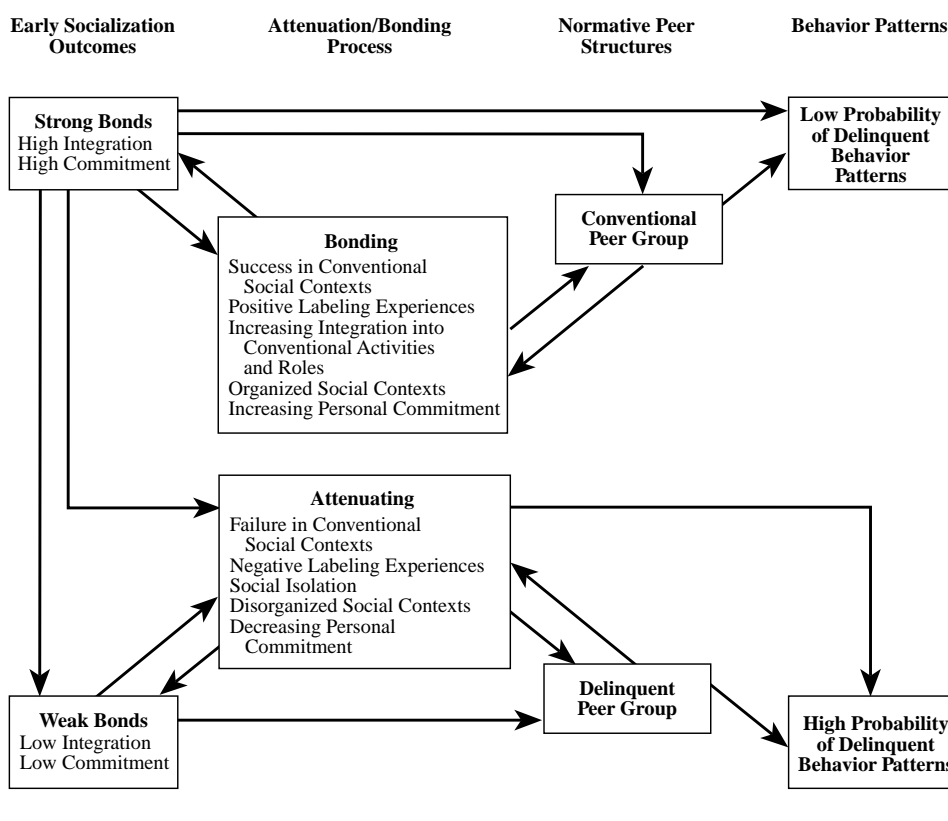 Early Socialization
Outcomes
Attenuation/Bonding
Process
Normative Peer
Structures
Behavior Patterns
Strong Bonds
High Integration
High Commitment
Low Probability
of Delinquent
Behavior
Patterns
Conventional
Peer Group
Bonding
Success in Conventional
Social Contexts
Positive Labeling Experiences
Increasing Integration into
Conventional Activities
and Roles
Organized Social Contexts
Increasing Personal Commitment
Attenuating
Failure in Conventional
Social Contexts
Negative Labeling Experiences
Social Isolation
Disorganized Social Contexts
Decreasing Personal
Commitment
Delinquent
Peer Group
Weak Bonds
Low Integration
Low Commitment
High Probability
of Delinquent
Behavior Patterns